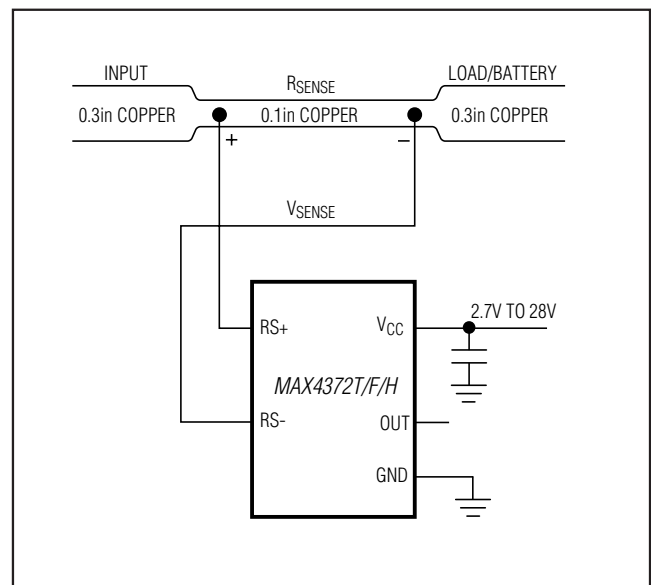 INPUT
RSENSE
LOAD/BATTERY
0.3in COPPER
0.1in COPPER
0.3in COPPER
+
−
VSENSE
2.7V TO 28V
RS+
VCC
MAX4372T/F/H
RS-
OUT
GND